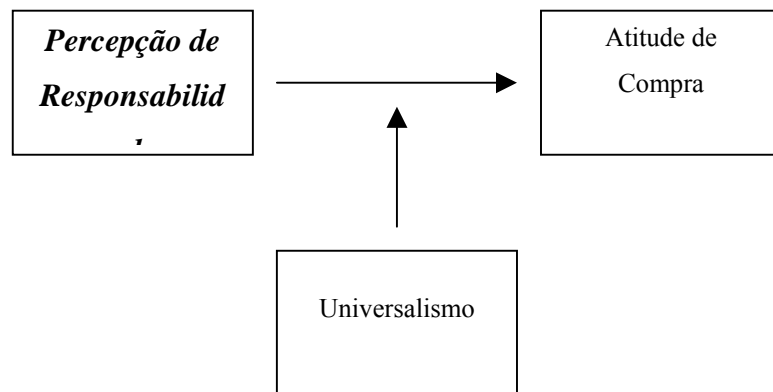 Percepção de
Responsabilid
Atitude de
Compra
Universalismo